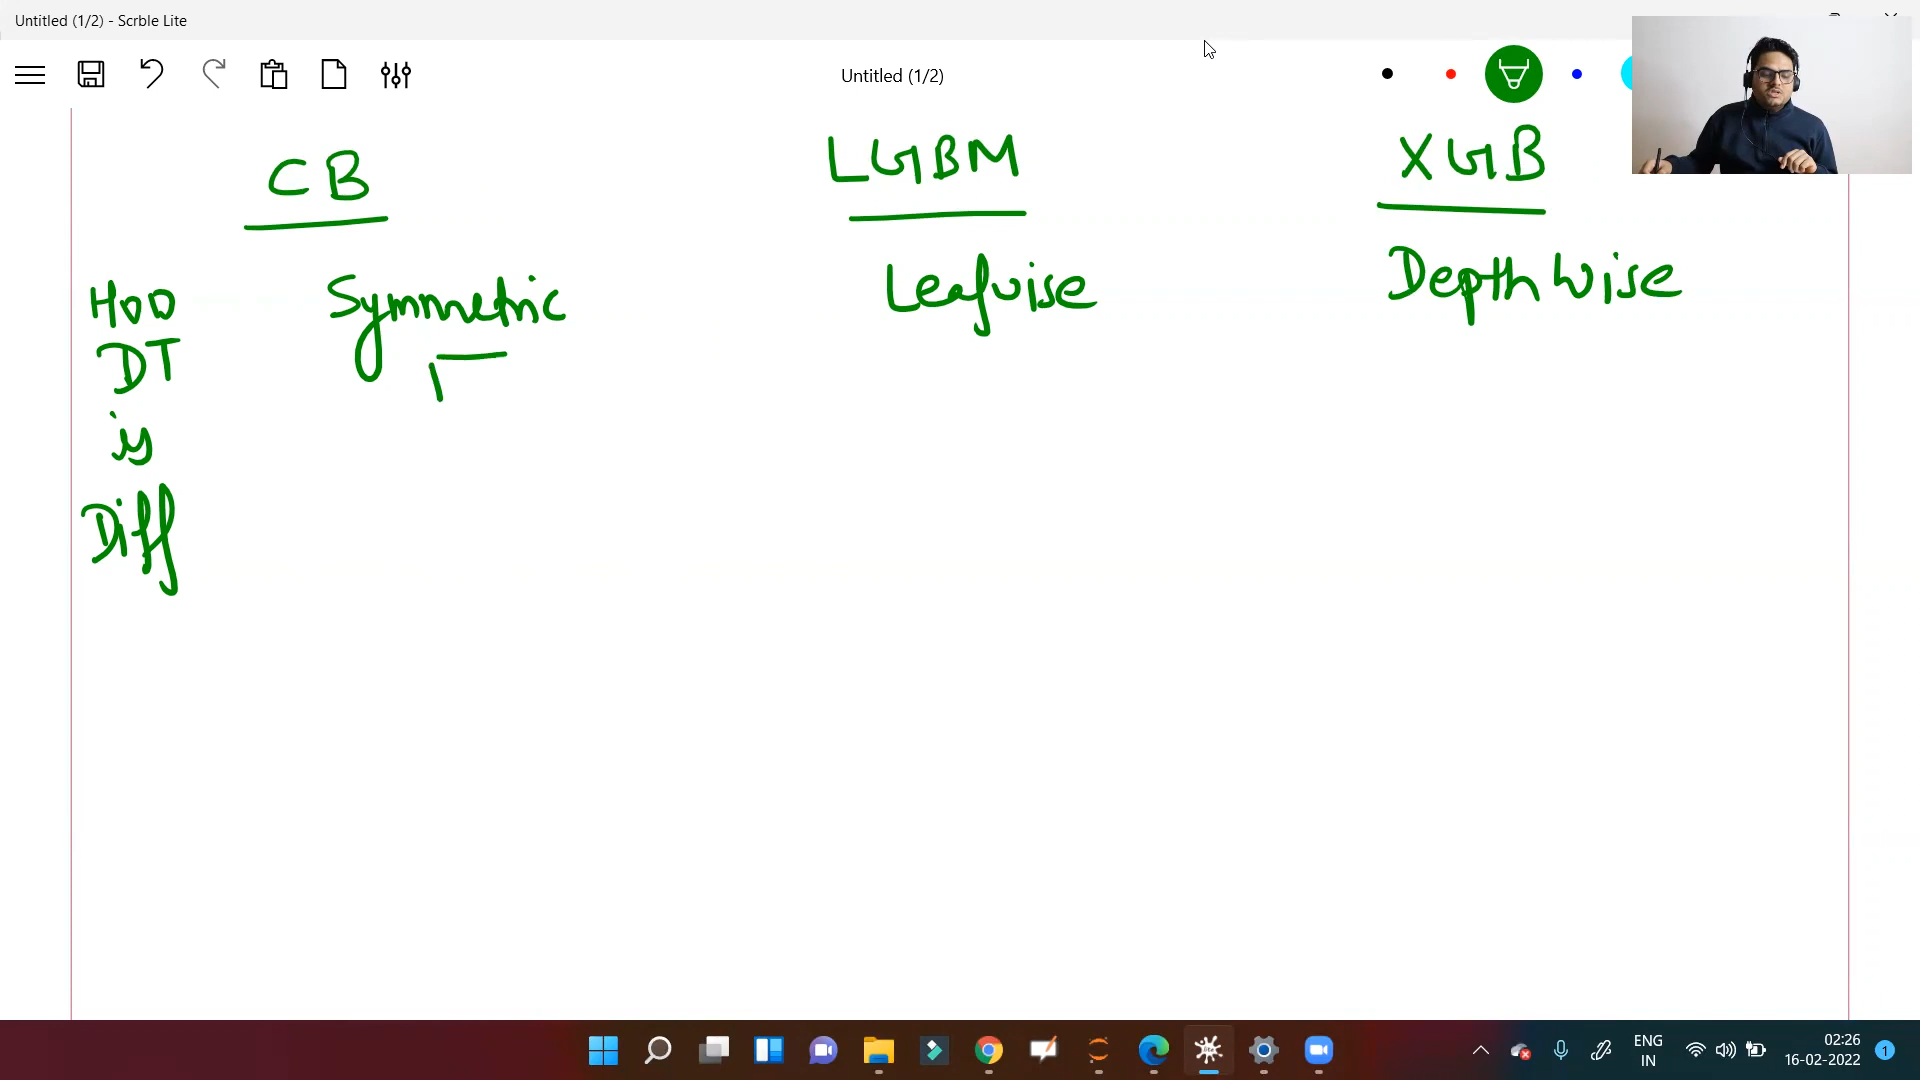 Untitled (1/2) - Scrble Lite
Untitled (1/2)
CB LGBM XGB
How Symmetric Leafwise Depthwise
DT
is
Diff
ENG
IN
02:26
16-02-2022
1